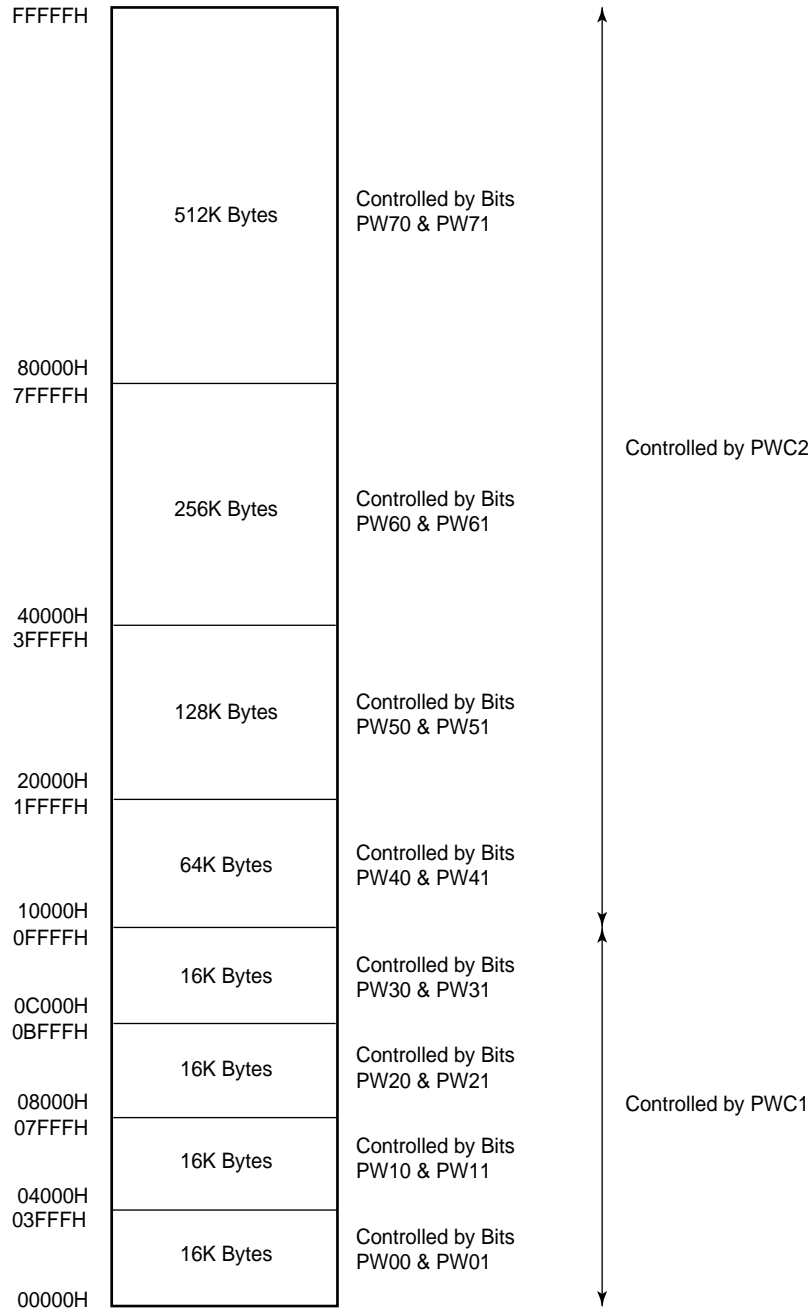 FFFFFH
512K Bytes
Controlled by Bits
PW70 & PW71
80000H
7FFFFH
Controlled by PWC2
256K Bytes
Controlled by Bits
PW60 & PW61
40000H
3FFFFH
128K Bytes
Controlled by Bits
PW50 & PW51
20000H
1FFFFH
64K Bytes
Controlled by Bits
PW40 & PW41
10000H
0FFFFH
16K Bytes
Controlled by Bits
PW30 & PW31
0C000H
0BFFFH
16K Bytes
Controlled by Bits
PW20 & PW21
08000H
07FFFH
Controlled by PWC1
16K Bytes
Controlled by Bits
PW10 & PW11
04000H
03FFFH
16K Bytes
Controlled by Bits
PW00 & PW01
00000H